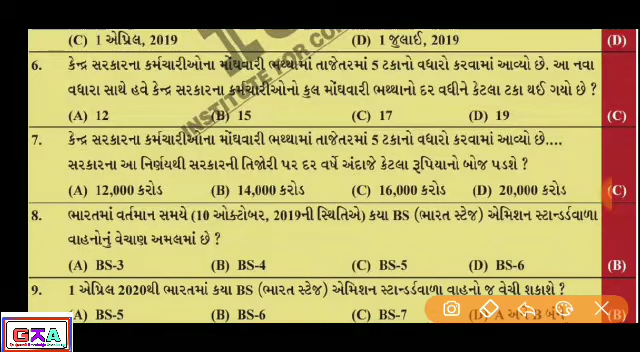 (C) 1 એપ્રિલ, 2019 (D) 1 જુલાઈ, 2019 (D)
6. કેન્દ્ર સરકારના કર્મચારીઓના મોંઘવારી ભથ્થામાં તાજેતરમાં 5 ટકાનો વધારો કરવામાં આવ્યો છે. આ નવા
વધારા સાથે હવે કેન્દ્ર સરકારના કર્મચારીઓનો કુલ મોંઘવારી ભથ્થાનો દર વધીને કેટલા ટકા થઈ ગયો છે ?
(A) 12 (B) 15 (C) 17 (D) 19 (C)
7. કેન્દ્ર સરકારના કર્મચારીઓના મોંઘવારી ભથ્થામાં તાજેતરમાં 5 ટકાનો વધારો કરવામાં આવ્યો છે....
સરકારના આ નિર્ણયથી સરકારની તિજોરી પર દર વર્ષે અંદાજે કેટલા રૂપિયાનો બોજ પડશે ?
(A) 12,000 કરોડ (B) 14,000 કરોડ (C) 16,000 કરોડ (D) 20,000 કરોડ (C)
8. ભારતમાં વર્તમાન સમયે (10 ઓક્ટોબર, 2019ની સ્થિતિએ) કયા BS (ભારત સ્ટેજ) એમિશન સ્ટાન્ડર્ડવાળા
વાહનોનું વેચાણ અમલમાં છે ?
(A) BS-3 (B) BS-4 (C) BS-5 (D) BS-6 (B)
9. 1 એપ્રિલ 2020થી ભારતમાં કયા BS (ભારત સ્ટેજ) એમિશન સ્ટાન્ડર્ડવાળા વાહનો જ વેચી શકાશે ?
(A) BS-5 (B) BS-6 (C) BS-7 (D) A અને B બંને (B)
INSTITUTE FOR
GKA